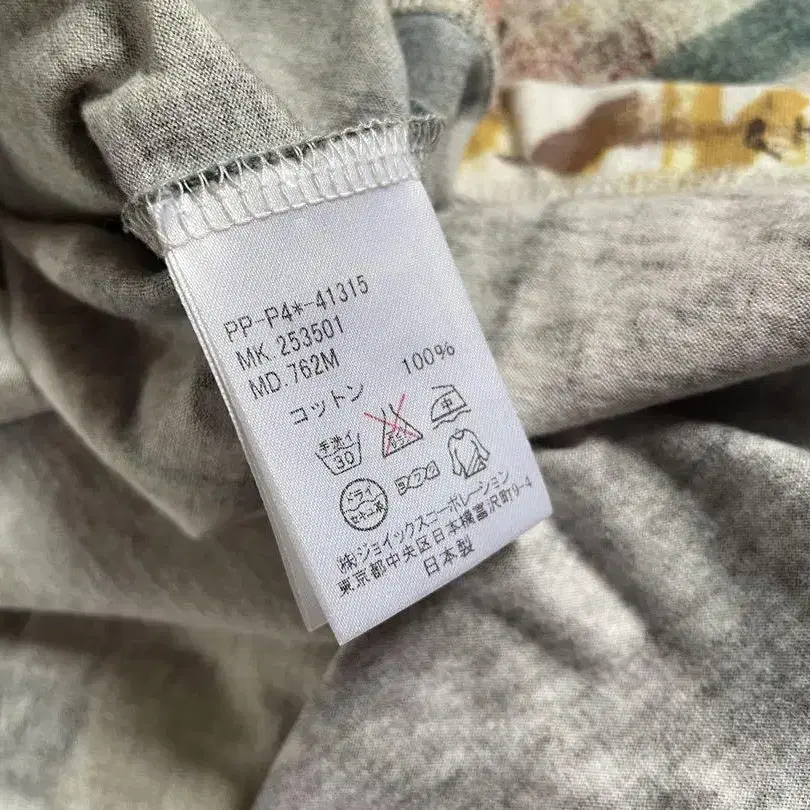 PP-P4*-41315
MK.253501
MD.762M
コットン 100%
手洗イ 中
30
ドライ
セキユ系
㈱ジョイックスコーポレーション
東京都中央区日本橋富沢町9-4
日本製